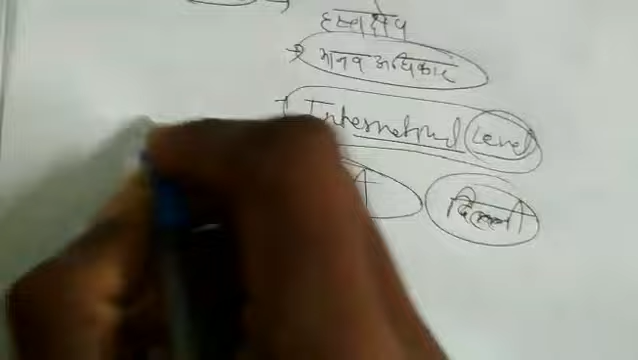 हस्तक्षेप
मानव अधिकार
International Level
दिल्ली